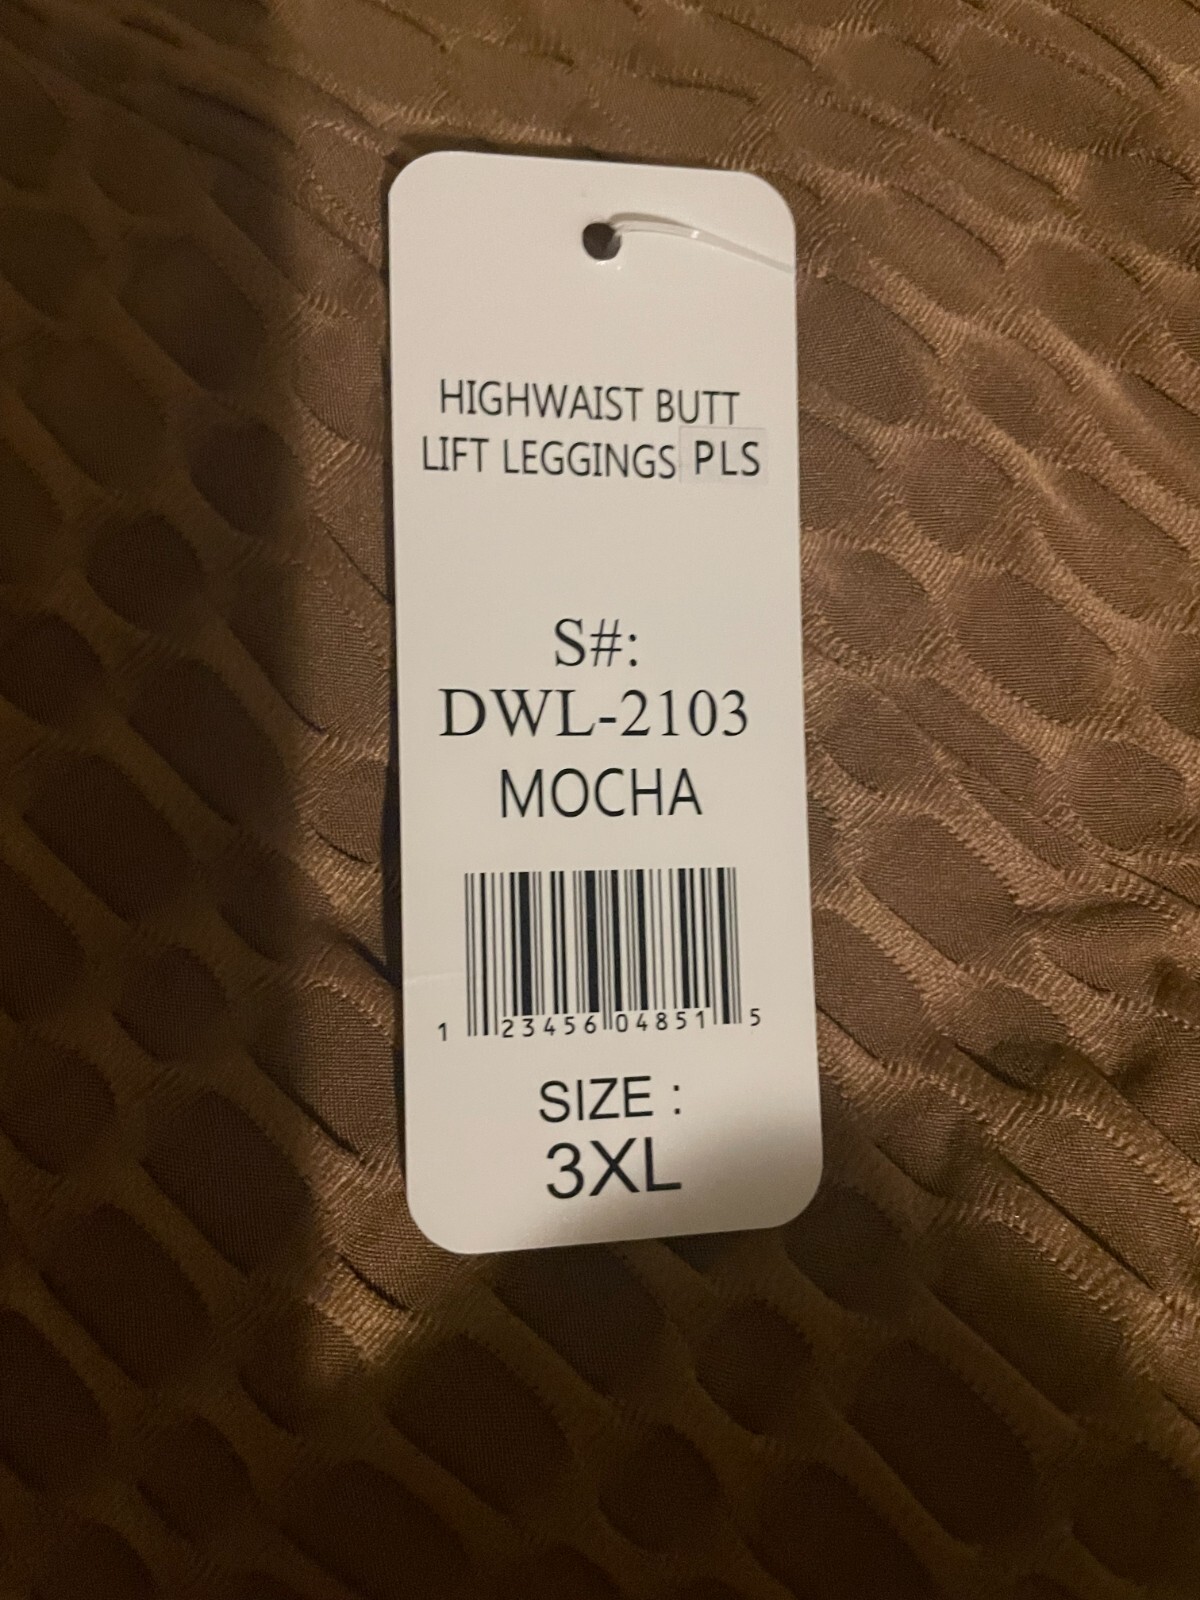 HIGHWAIST BUTT
LIFT LEGGINGS PLS
S#:
DWL-2103
MOCHA
1 23456 04851 5
SIZE :
3XL